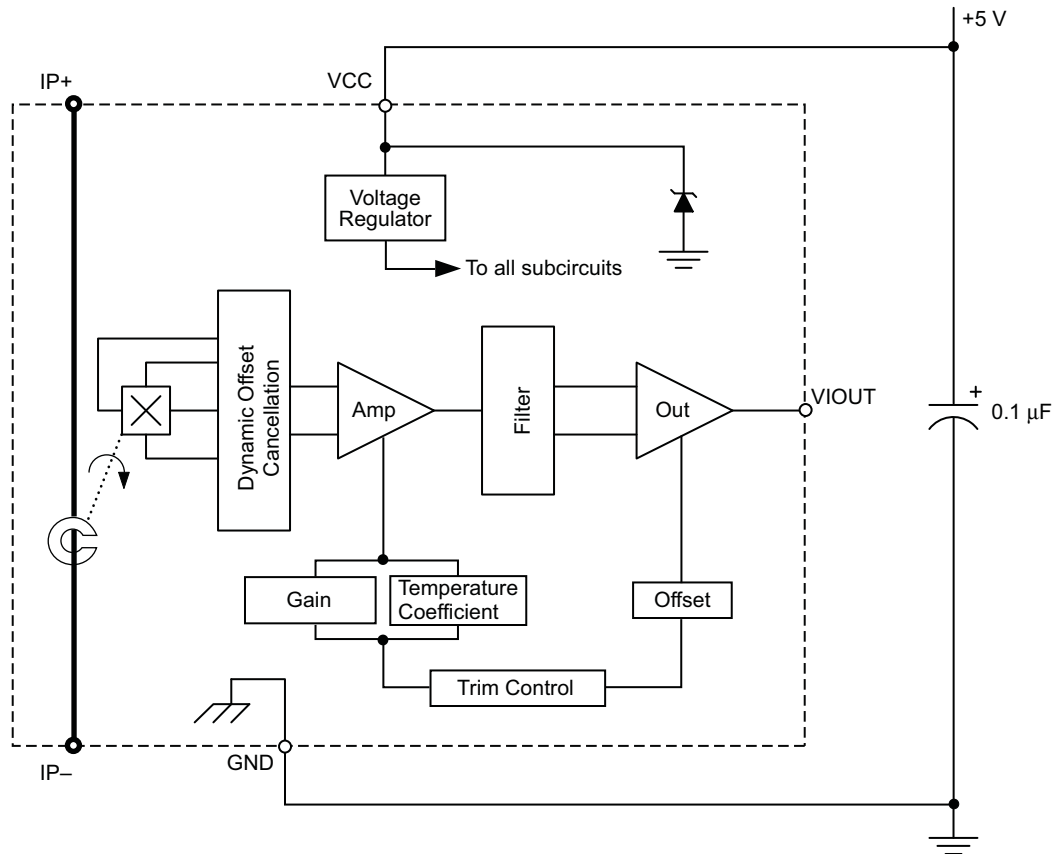 +5 V
IP+
VCC
Voltage
Regulator
To all subcircuits
Dynamic Offset
Cancellation
Amp
Filter
Out
VIOUT
+
0.1 µF
Gain
Temperature
Coefficient
Offset
Trim Control
IP–
GND